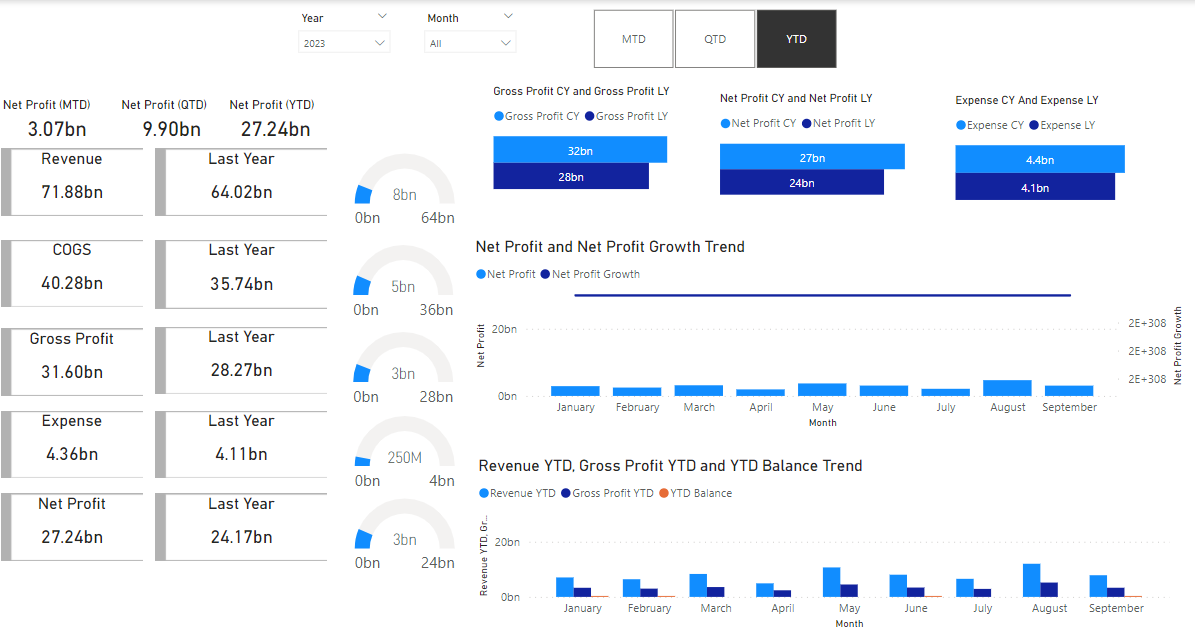 Year
Month
2023
All
MTD
QTD
YTD
Net Profit (MTD)
3.07bn
Net Profit (QTD)
9.90bn
Net Profit (YTD)
27.24bn
Revenue
71.88bn
Last Year
64.02bn
8bn
0bn
64bn
COGS
40.28bn
Last Year
35.74bn
5bn
0bn
36bn
Gross Profit
31.60bn
Last Year
28.27bn
3bn
0bn
28bn
Expense
4.36bn
Last Year
4.11bn
250M
0bn
4bn
Net Profit
27.24bn
Last Year
24.17bn
3bn
0bn
24bn
Gross Profit CY and Gross Profit LY
Gross Profit CY Gross Profit LY
32bn
28bn
Net Profit CY and Net Profit LY
Net Profit CY Net Profit LY
27bn
24bn
Expense CY And Expense LY
Expense CY Expense LY
4.4bn
4.1bn
Net Profit and Net Profit Growth Trend
Net Profit Net Profit Growth
Net Profit
20bn
0bn
2E+308
2E+308
2E+308
Net Profit Growth
January February March April May June July August September
Month
Revenue YTD, Gross Profit YTD and YTD Balance Trend
Revenue YTD Gross Profit YTD YTD Balance
Revenue YTD, Gr...
20bn
0bn
January February March April May June July August September
Month